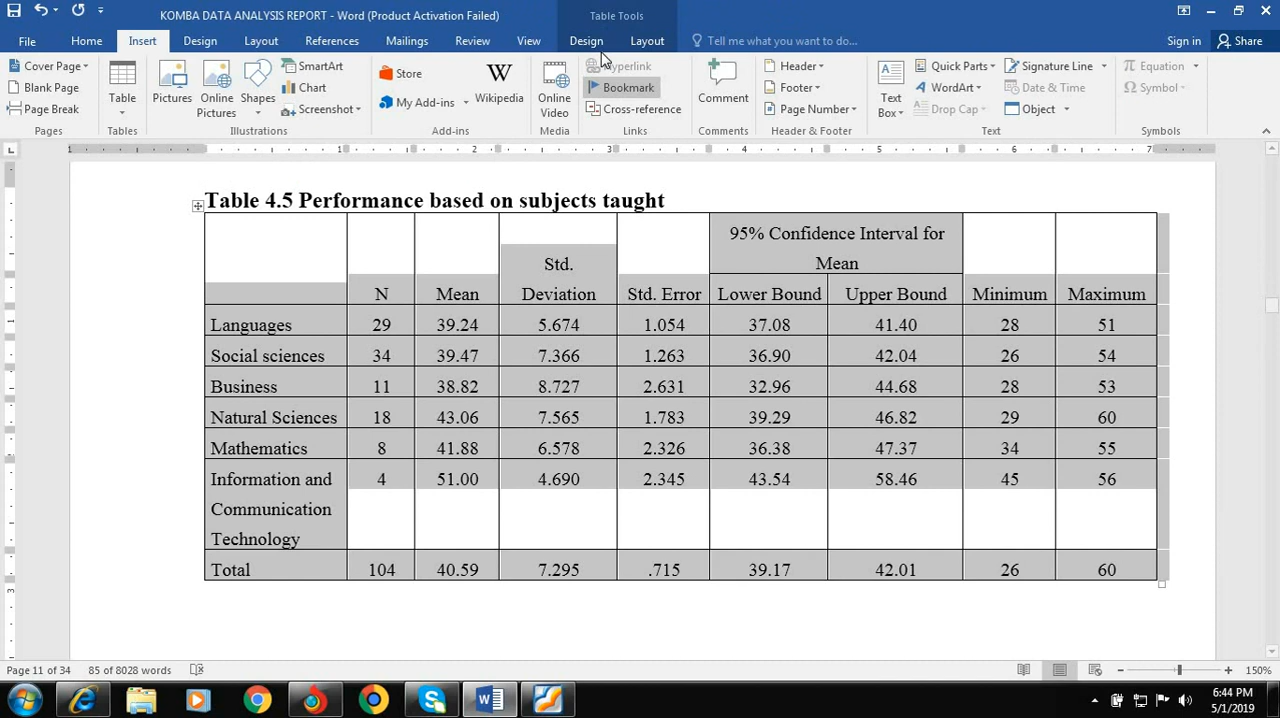 KOMBA DATA ANALYSIS REPORT - Word (Product Activation Failed)
Table Tools
File Home Insert Design Layout References Mailings Review View Design Layout Tell me what you want to do... Sign in Share
Cover Page
Blank Page
Page Break
Pages
Table
Tables
Pictures
Online Pictures
Shapes
SmartArt
Chart
Screenshot
Illustrations
Store
My Add-ins
Wikipedia
Add-ins
Online Video
Media
Hyperlink
Bookmark
Cross-reference
Links
Comment
Comments
Header
Footer
Page Number
Header & Footer
Text Box
Quick Parts
WordArt
Drop Cap
Signature Line
Date & Time
Object
Text
Equation
Symbol
Symbols
1 1 2 3 4 5 6 7
Table 4.5 Performance based on subjects taught
95% Confidence Interval for
Mean
Std.
N Mean Deviation Std. Error Lower Bound Upper Bound Minimum Maximum
Languages 29 39.24 5.674 1.054 37.08 41.40 28 51
Social sciences 34 39.47 7.366 1.263 36.90 42.04 26 54
Business 11 38.82 8.727 2.631 32.96 44.68 28 53
Natural Sciences 18 43.06 7.565 1.783 39.29 46.82 29 60
Mathematics 8 41.88 6.578 2.326 36.38 47.37 34 55
Information and 4 51.00 4.690 2.345 43.54 58.46 45 56
Communication
Technology
Total 104 40.59 7.295 .715 39.17 42.01 26 60
Page 11 of 34 85 of 8028 words 150%
6:44 PM
5/1/2019